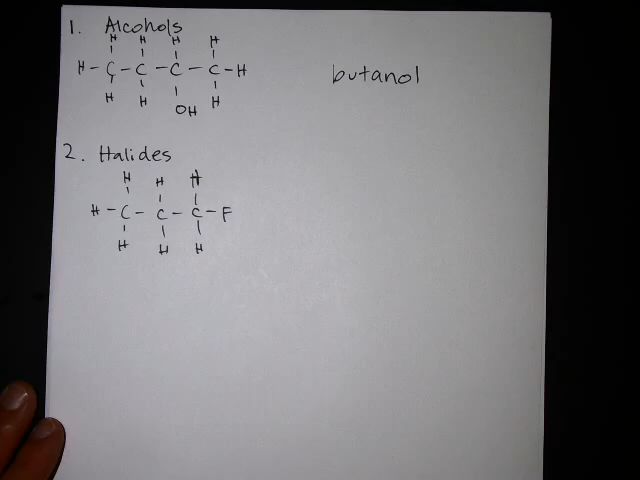 1. Alcohols
H H H H
H - C - C - C - C - H butanol
H H OH H
2. Halides
H H H
H - C - C - C - F
H H H